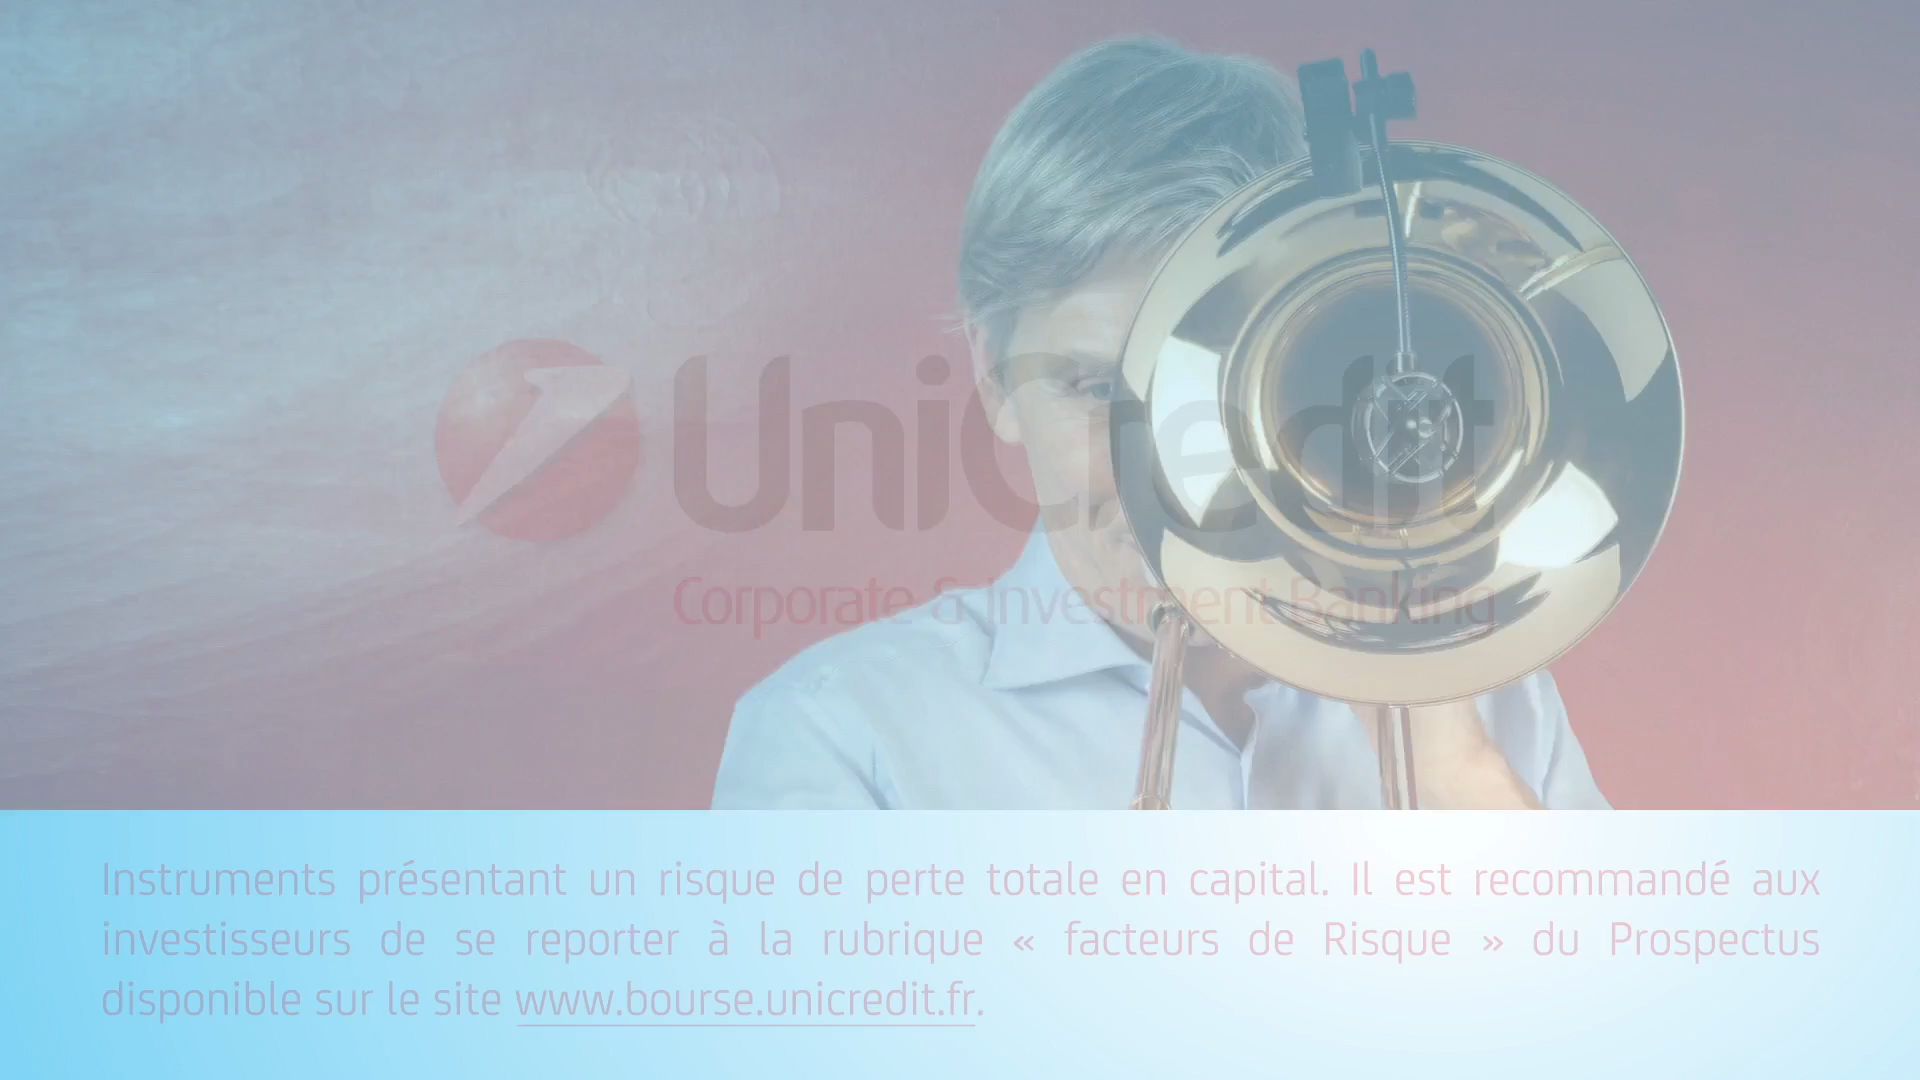 UniCredit
Corporate & Investment Banking
Instruments présentant un risque de perte totale en capital. Il est recommandé aux
investisseurs de se reporter à la rubrique « facteurs de Risque » du Prospectus
disponible sur le site www.bourse.unicredit.fr.